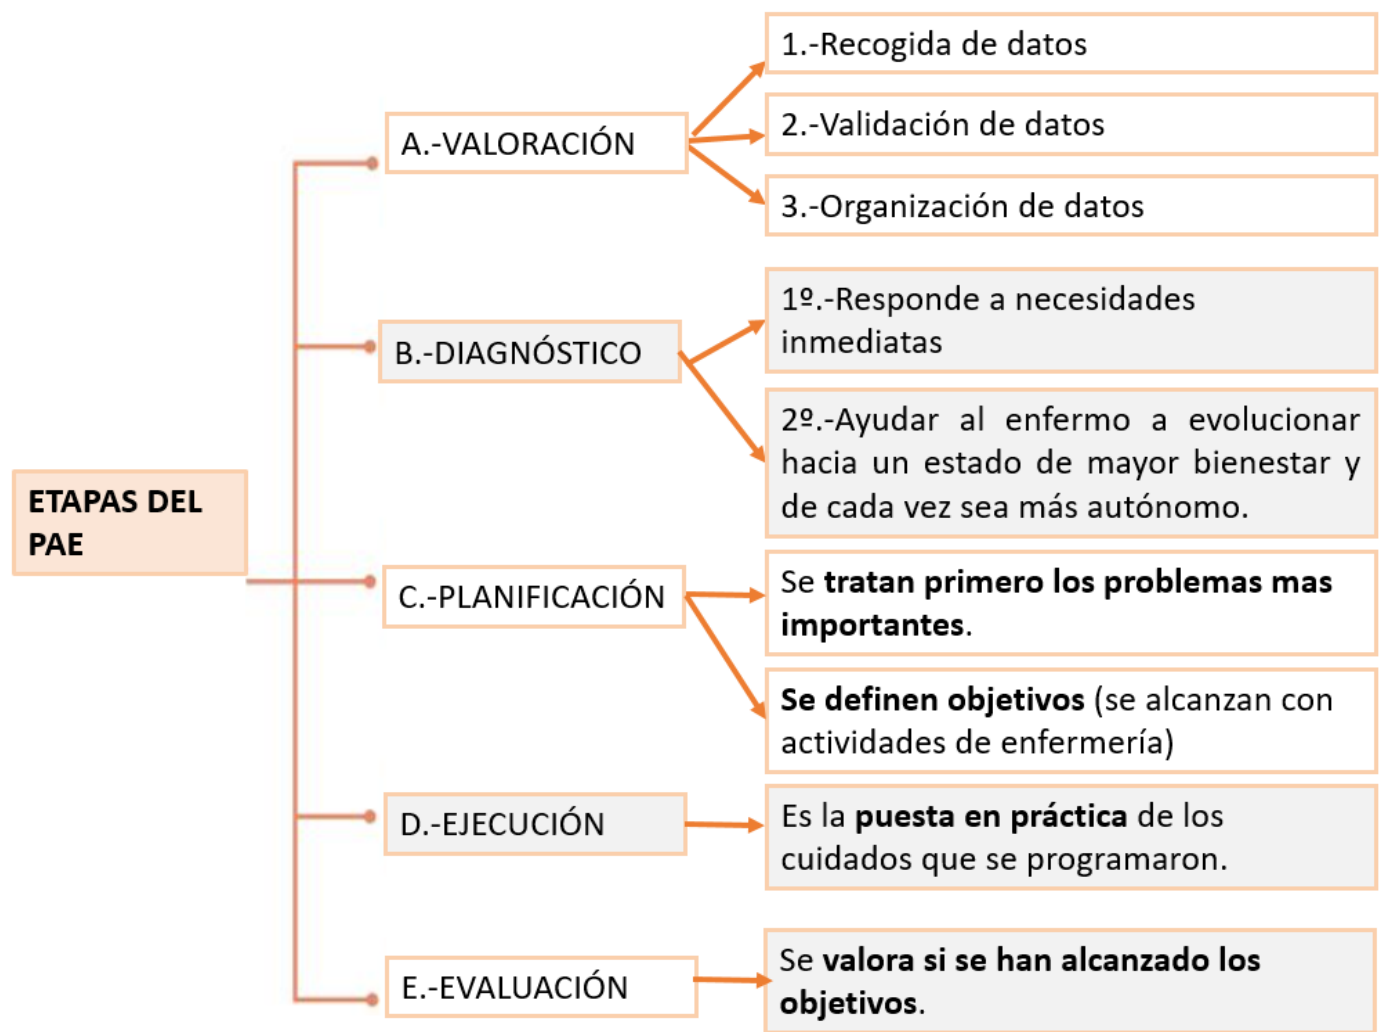 ETAPAS DEL
PAE
A.-VALORACIÓN
1.-Recogida de datos
2.-Validación de datos
3.-Organización de datos
B.-DIAGNÓSTICO
1º.-Responde a necesidades
inmediatas
2º.-Ayudar al enfermo a evolucionar
hacia un estado de mayor bienestar y
de cada vez sea más autónomo.
C.-PLANIFICACIÓN
Se tratan primero los problemas mas
importantes.
Se definen objetivos (se alcanzan con
actividades de enfermería)
D.-EJECUCIÓN
Es la puesta en práctica de los
cuidados que se programaron.
E.-EVALUACIÓN
Se valora si se han alcanzado los
objetivos.